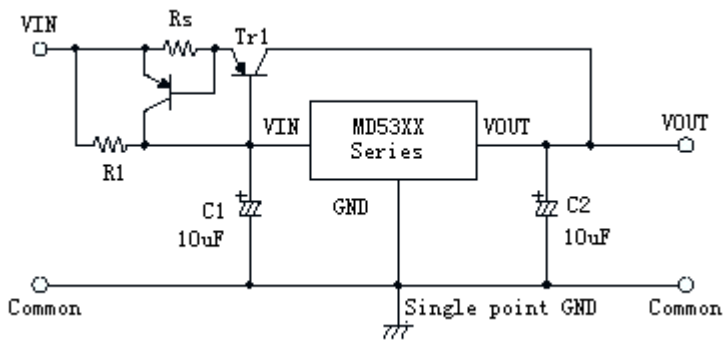 VIN
Rs
Tr1
VIN
MD53XX
Series
VOUT
VOUT
R1
C1
10uF
GND
C2
10uF
Common
Single point GND
Common